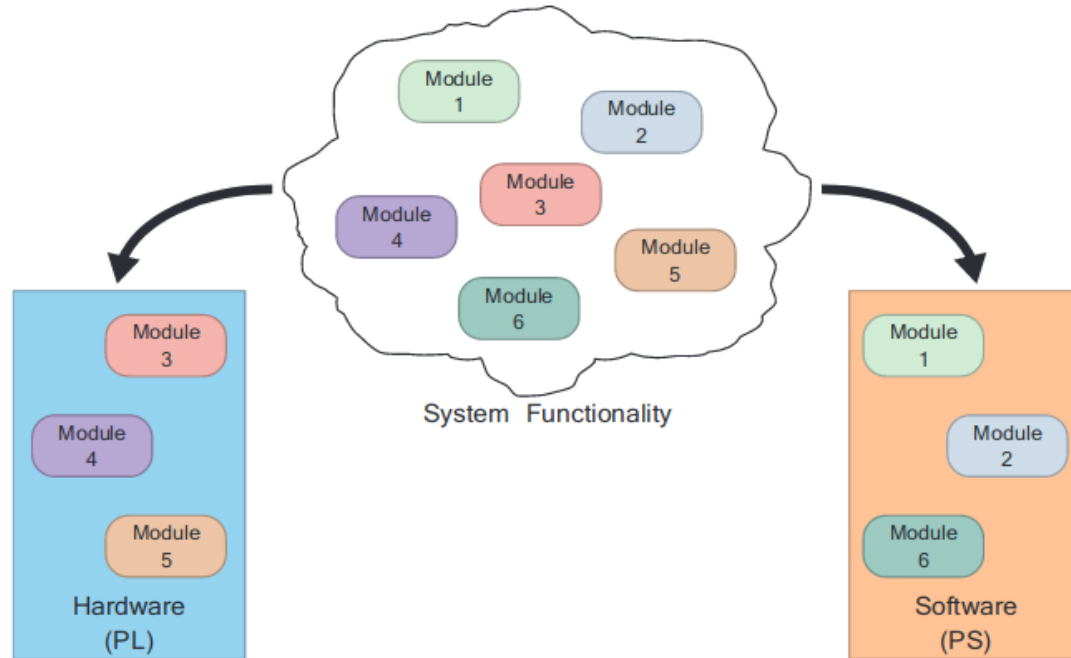 Module
1
Module
2
Module
3
Module
4
Module
5
Module
6
System Functionality
Module
3
Module
4
Module
5
Hardware
(PL)
Module
1
Module
2
Module
6
Software
(PS)